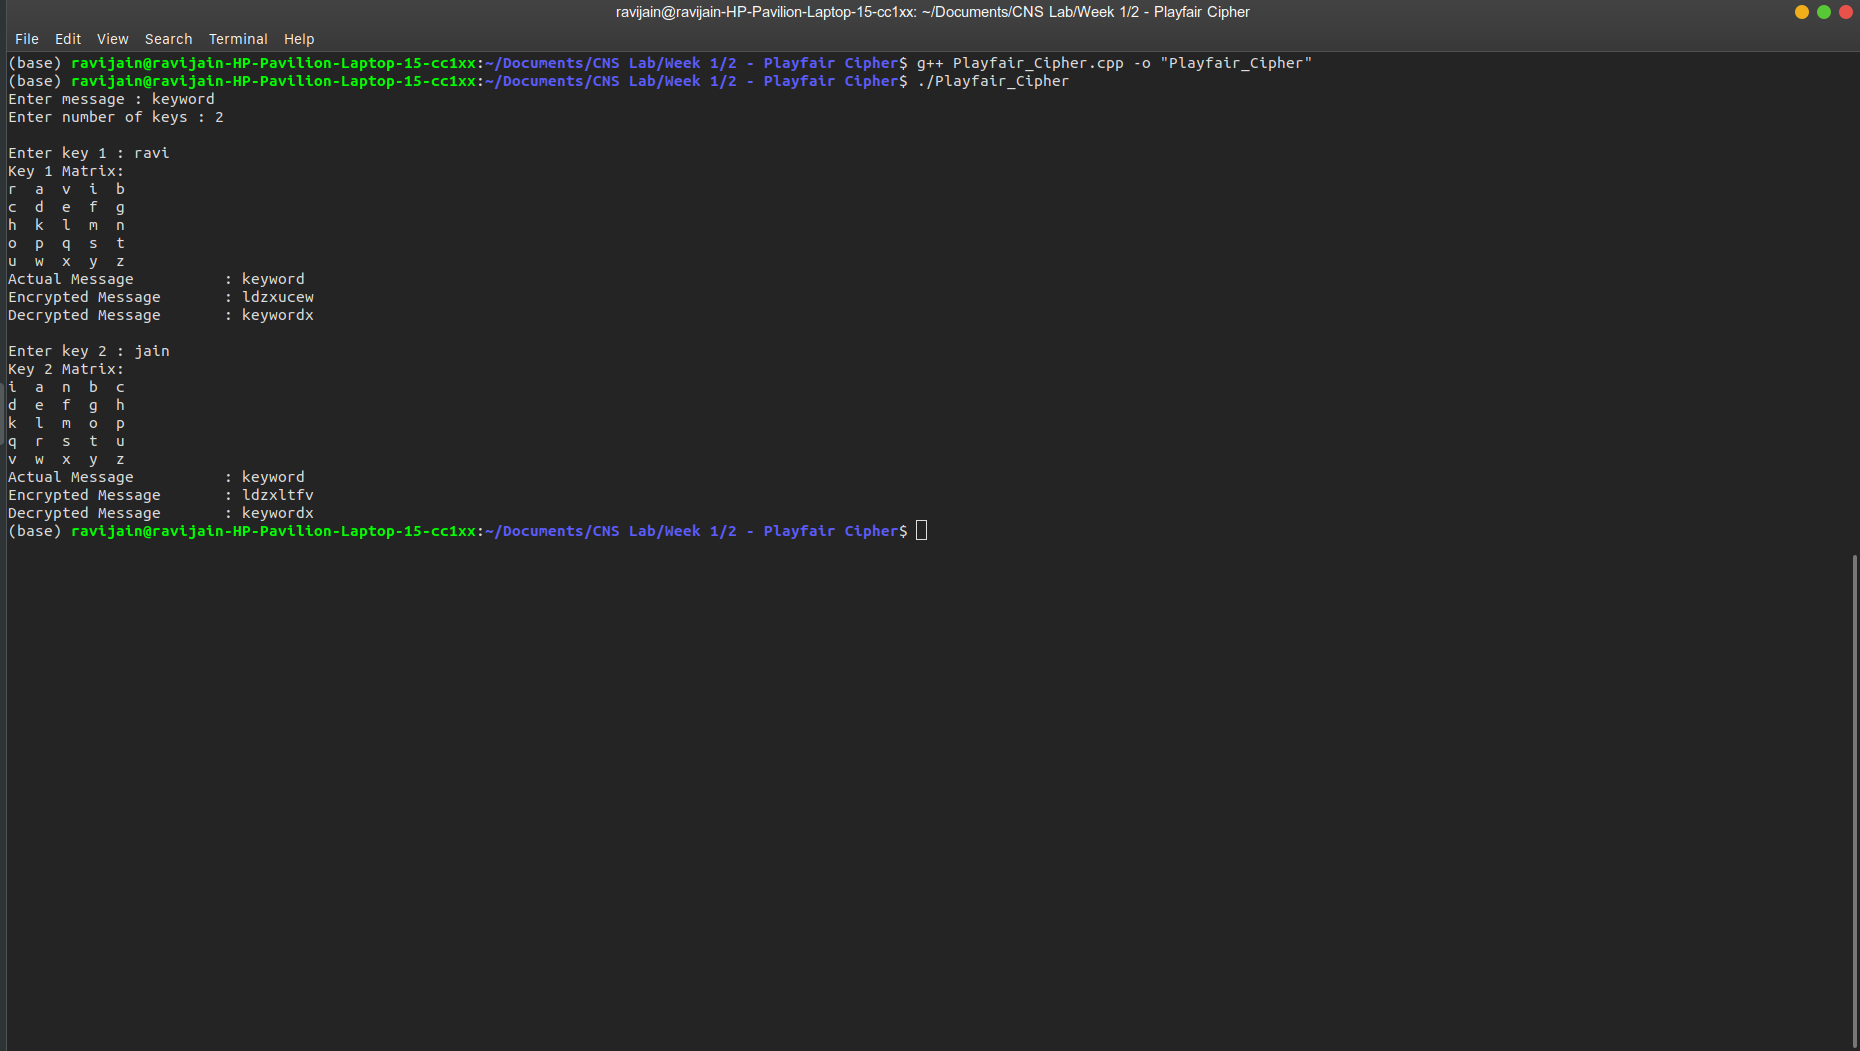 ravijain@ravijain-HP-Pavilion-Laptop-15-cc1xx: ~/Documents/CNS Lab/Week 1/2 - Playfair Cipher
File Edit View Search Terminal Help
(base) ravijain@ravijain-HP-Pavilion-Laptop-15-cc1xx:~/Documents/CNS Lab/Week 1/2 - Playfair Cipher$ g++ Playfair_Cipher.cpp -o "Playfair_Cipher"
(base) ravijain@ravijain-HP-Pavilion-Laptop-15-cc1xx:~/Documents/CNS Lab/Week 1/2 - Playfair Cipher$ ./Playfair_Cipher
Enter message : keyword
Enter number of keys : 2

Enter key 1 : ravi
Key 1 Matrix:
r  a  v  i  b
c  d  e  f  g
h  k  l  m  n
o  p  q  s  t
u  w  x  y  z
Actual Message          : keyword
Encrypted Message       : ldzxucew
Decrypted Message       : keywordx

Enter key 2 : jain
Key 2 Matrix:
i  a  n  b  c
d  e  f  g  h
k  l  m  o  p
q  r  s  t  u
v  w  x  y  z
Actual Message          : keyword
Encrypted Message       : ldzxltfv
Decrypted Message       : keywordx
(base) ravijain@ravijain-HP-Pavilion-Laptop-15-cc1xx:~/Documents/CNS Lab/Week 1/2 - Playfair Cipher$